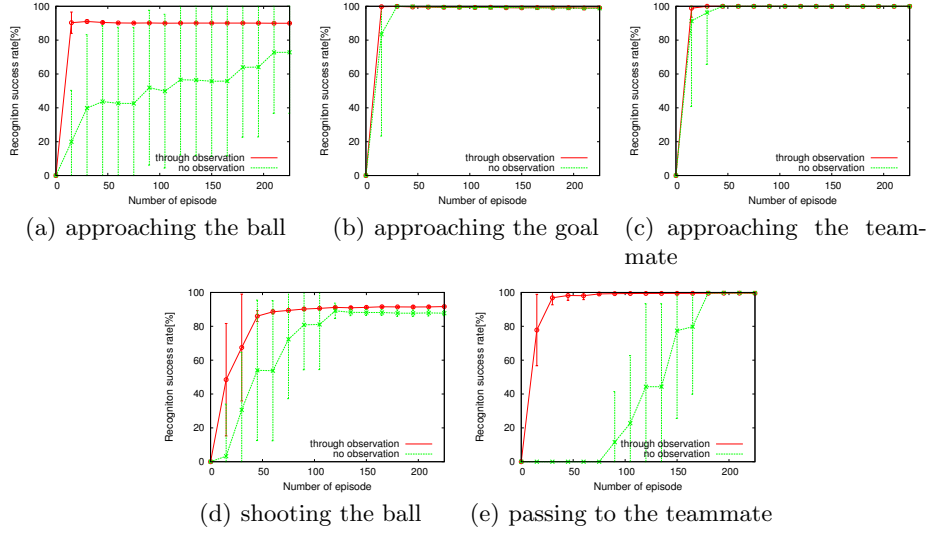 100
80
60
40
20
0
0 50 100 150 200
Recogniton success rate[%]
Number of episode
through observation
no observation
(a) approaching the ball
100
80
60
40
20
0
0 50 100 150 200
Recogniton success rate[%]
Number of episode
through observation
no observation
(b) approaching the goal
100
80
60
40
20
0
0 50 100 150 200
Recogniton success rate[%]
Number of episode
through observation
no observation
(c) approaching the team-
mate
100
80
60
40
20
0
0 50 100 150 200
Recogniton success rate[%]
Number of episode
through observation
no observation
(d) shooting the ball
100
80
60
40
20
0
0 50 100 150 200
Recogniton success rate[%]
Number of episode
through observation
no observation
(e) passing to the teammate